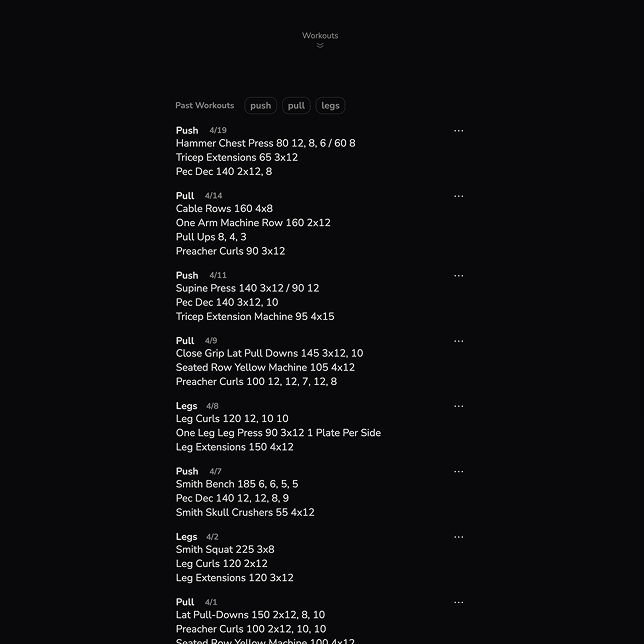 Workouts
Past Workouts push pull legs
Push 4/19
Hammer Chest Press 80 12, 8, 6 / 60 8
Tricep Extensions 65 3x12
Pec Dec 140 2x12, 8
Pull 4/14
Cable Rows 160 4x8
One Arm Machine Row 160 2x12
Pull Ups 8, 4, 3
Preacher Curls 90 3x12
Push 4/11
Supine Press 140 3x12 / 90 12
Pec Dec 140 3x12, 10
Tricep Extension Machine 95 4x15
Pull 4/9
Close Grip Lat Pull Downs 145 3x12, 10
Seated Row Yellow Machine 105 4x12
Preacher Curls 100 12, 12, 7, 12, 8
Legs 4/8
Leg Curls 120 12, 10 10
One Leg Leg Press 90 3x12 1 Plate Per Side
Leg Extensions 150 4x12
Push 4/7
Smith Bench 185 6, 6, 5, 5
Pec Dec 140 12, 12, 8, 9
Smith Skull Crushers 55 4x12
Legs 4/2
Smith Squat 225 3x8
Leg Curls 120 2x12
Leg Extensions 120 3x12
Pull 4/1
Lat Pull-Downs 150 2x12, 8, 10
Preacher Curls 100 2x12, 10, 10
Seated Row Yellow Machine 100 4x12